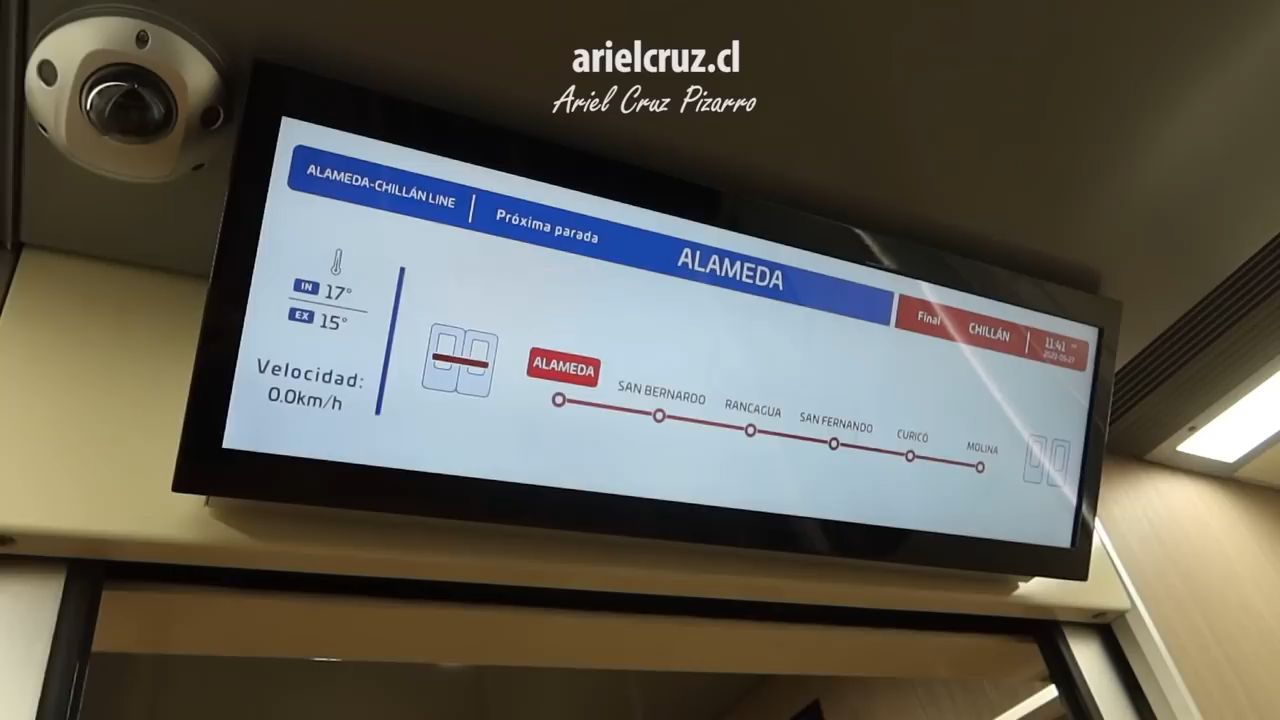 arielcruz.cl
Ariel Cruz Pizarro
ALAMEDA-CHILLÁN LINE
Próxima parada
ALAMEDA
Final
CHILLÁN
11:41
IN 17°
EX 15°
Velocidad:
0.0km/h
ALAMEDA
SAN BERNARDO
RANCAGUA
SAN FERNANDO
CURICÓ
MOLINA